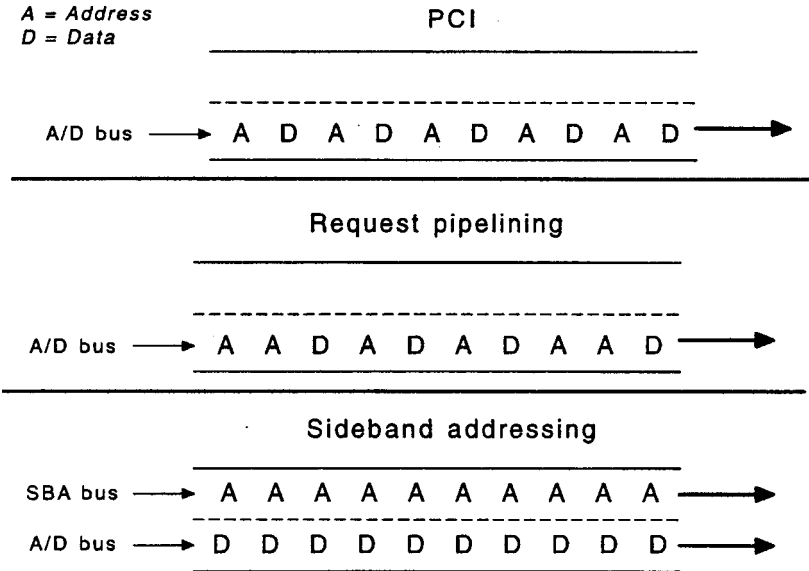 A = Address
D = Data
PCI
A/D bus A D A D A D A D A D
Request pipelining
A/D bus A A D A D A D A A D
Sideband addressing
SBA bus A A A A A A A A A A
A/D bus D D D D D D D D D D